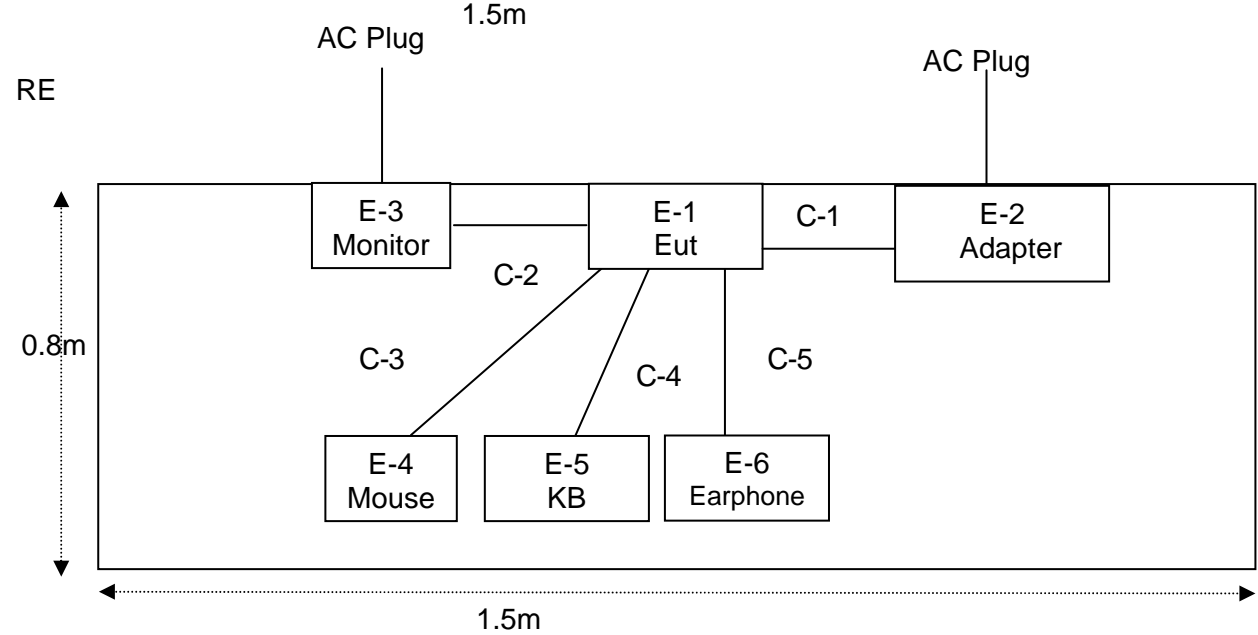 1.5m
AC Plug
AC Plug
RE
E-3
Monitor
E-1
Eut
C-1
E-2
Adapter
C-2
0.8m
C-3
C-4
C-5
E-4
Mouse
E-5
KB
E-6
Earphone
1.5m